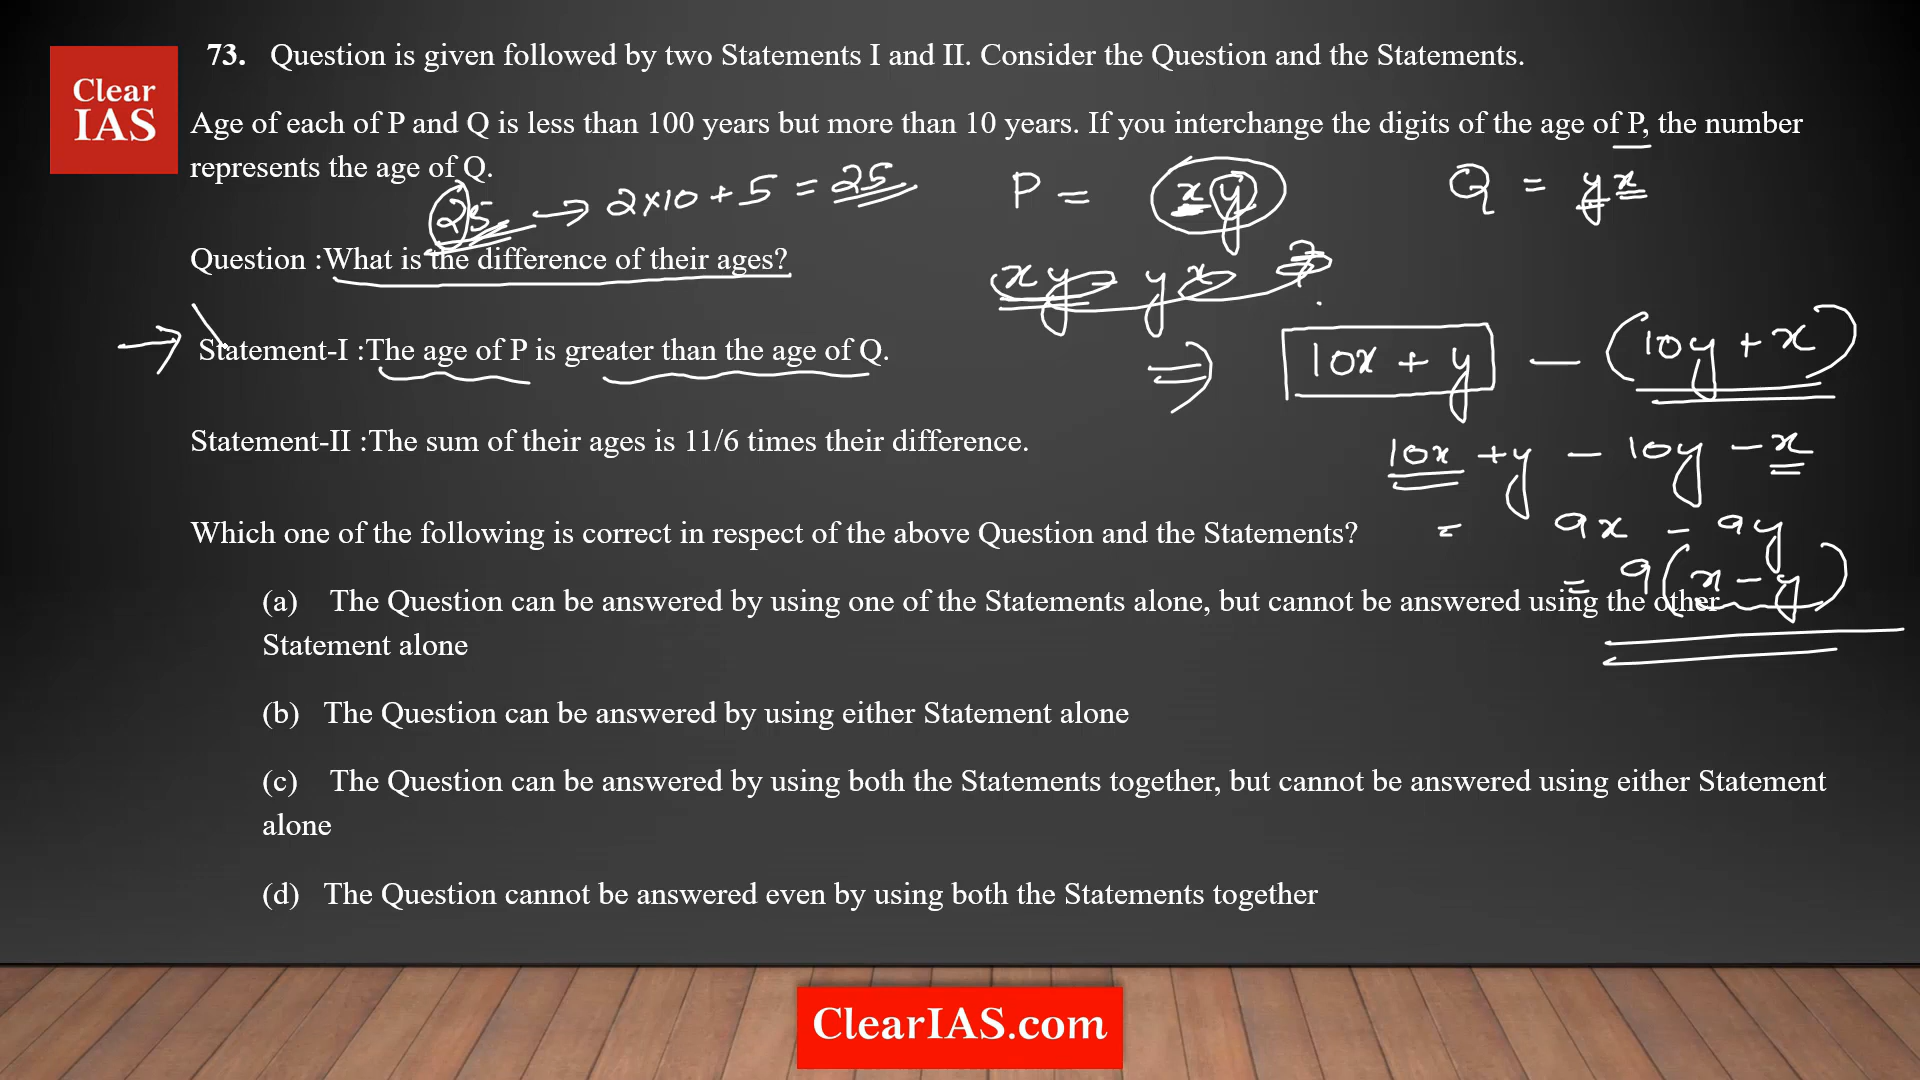 Clear
IAS
73. Question is given followed by two Statements I and II. Consider the Question and the Statements.
Age of each of P and Q is less than 100 years but more than 10 years. If you interchange the digits of the age of P, the number
represents the age of Q.
25 → 2×10 + 5 = 25
P = xy
Q = yx
Question :What is the difference of their ages?
xy - yx = ?
Statement-I :The age of P is greater than the age of Q.
⇒ 10x + y − (10y + x)
Statement-II :The sum of their ages is 11/6 times their difference.
10x + y − 10y − x
Which one of the following is correct in respect of the above Question and the Statements?
= 9x − 9y
= 9(x − y)
(a) The Question can be answered by using one of the Statements alone, but cannot be answered using the other
Statement alone
(b) The Question can be answered by using either Statement alone
(c) The Question can be answered by using both the Statements together, but cannot be answered using either Statement
alone
(d) The Question cannot be answered even by using both the Statements together
ClearIAS.com